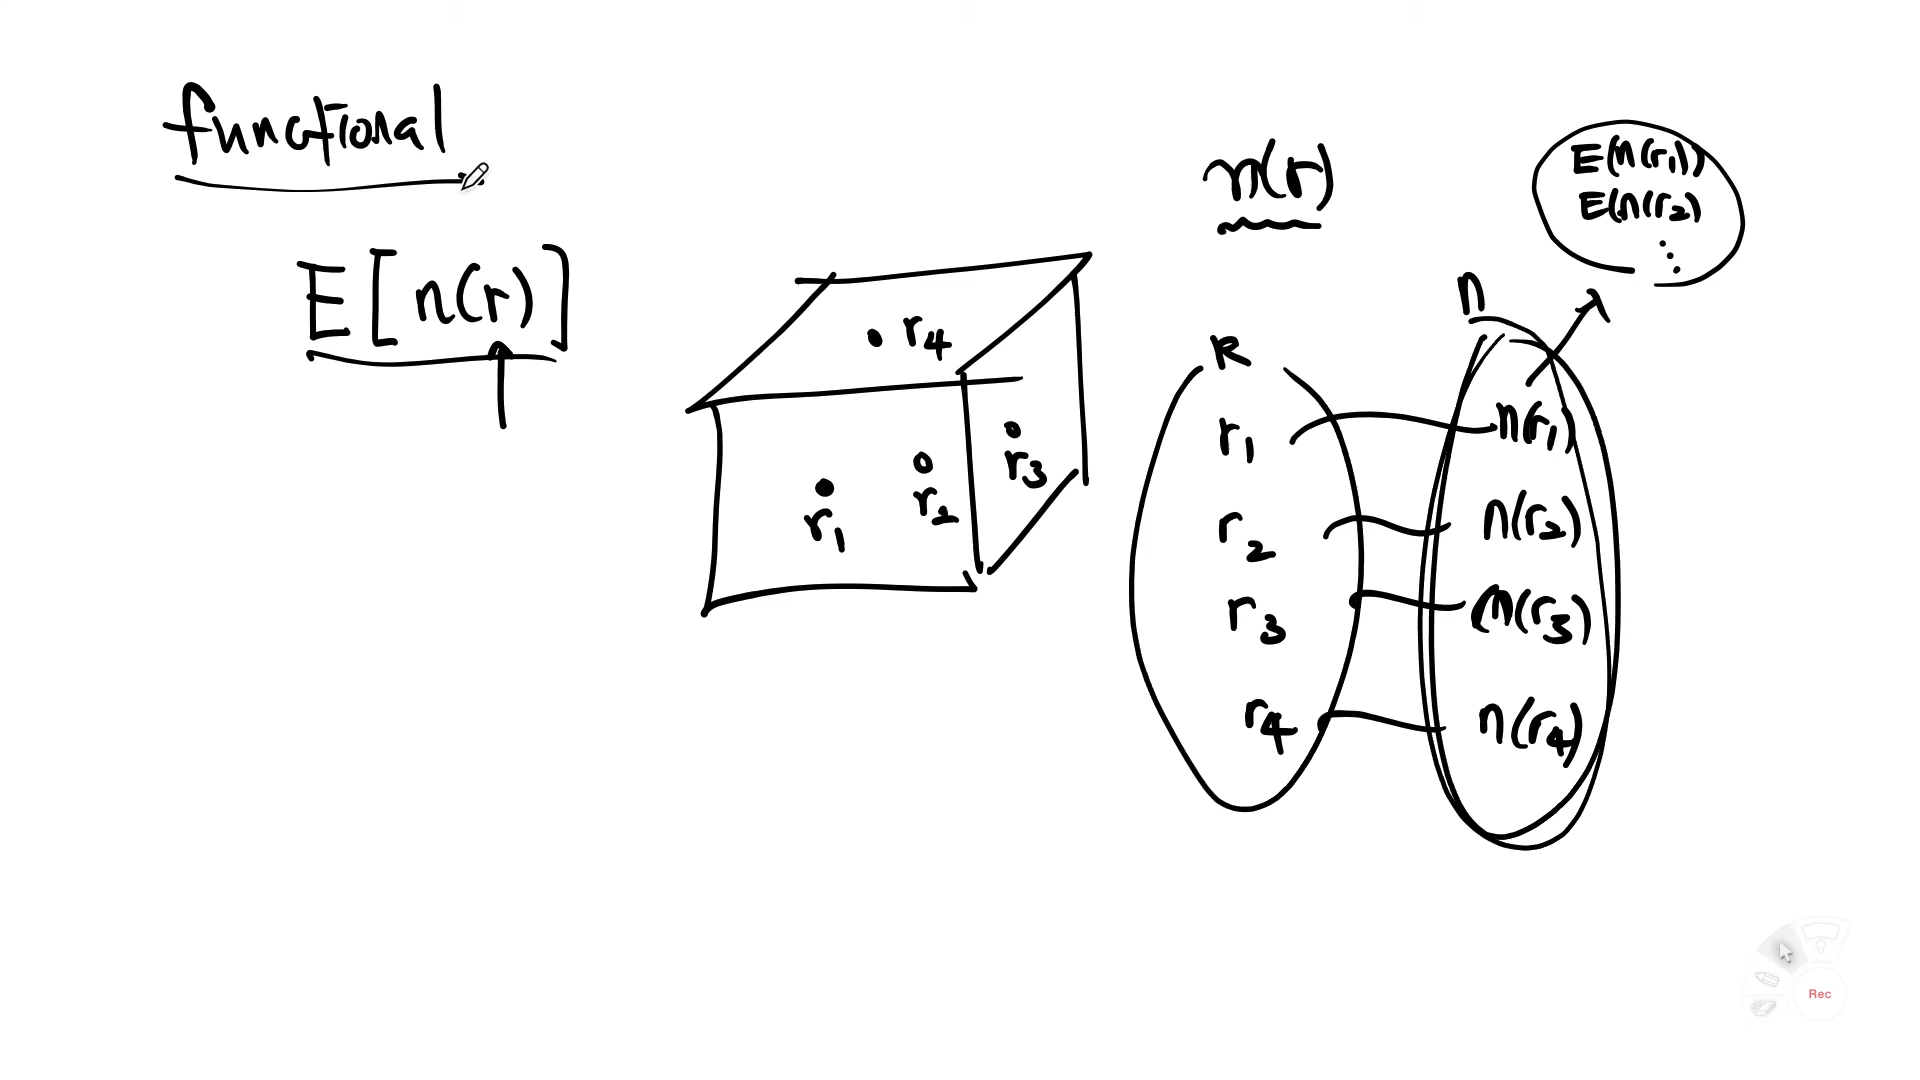 functional
E[n(r)]
r4
r1
r2
r3
n(r)
E(n(r1))
E(n(r2)
R
r1
r2
r3
r4
n
n(r1)
n(r2)
n(r3)
n(r4)
Rec